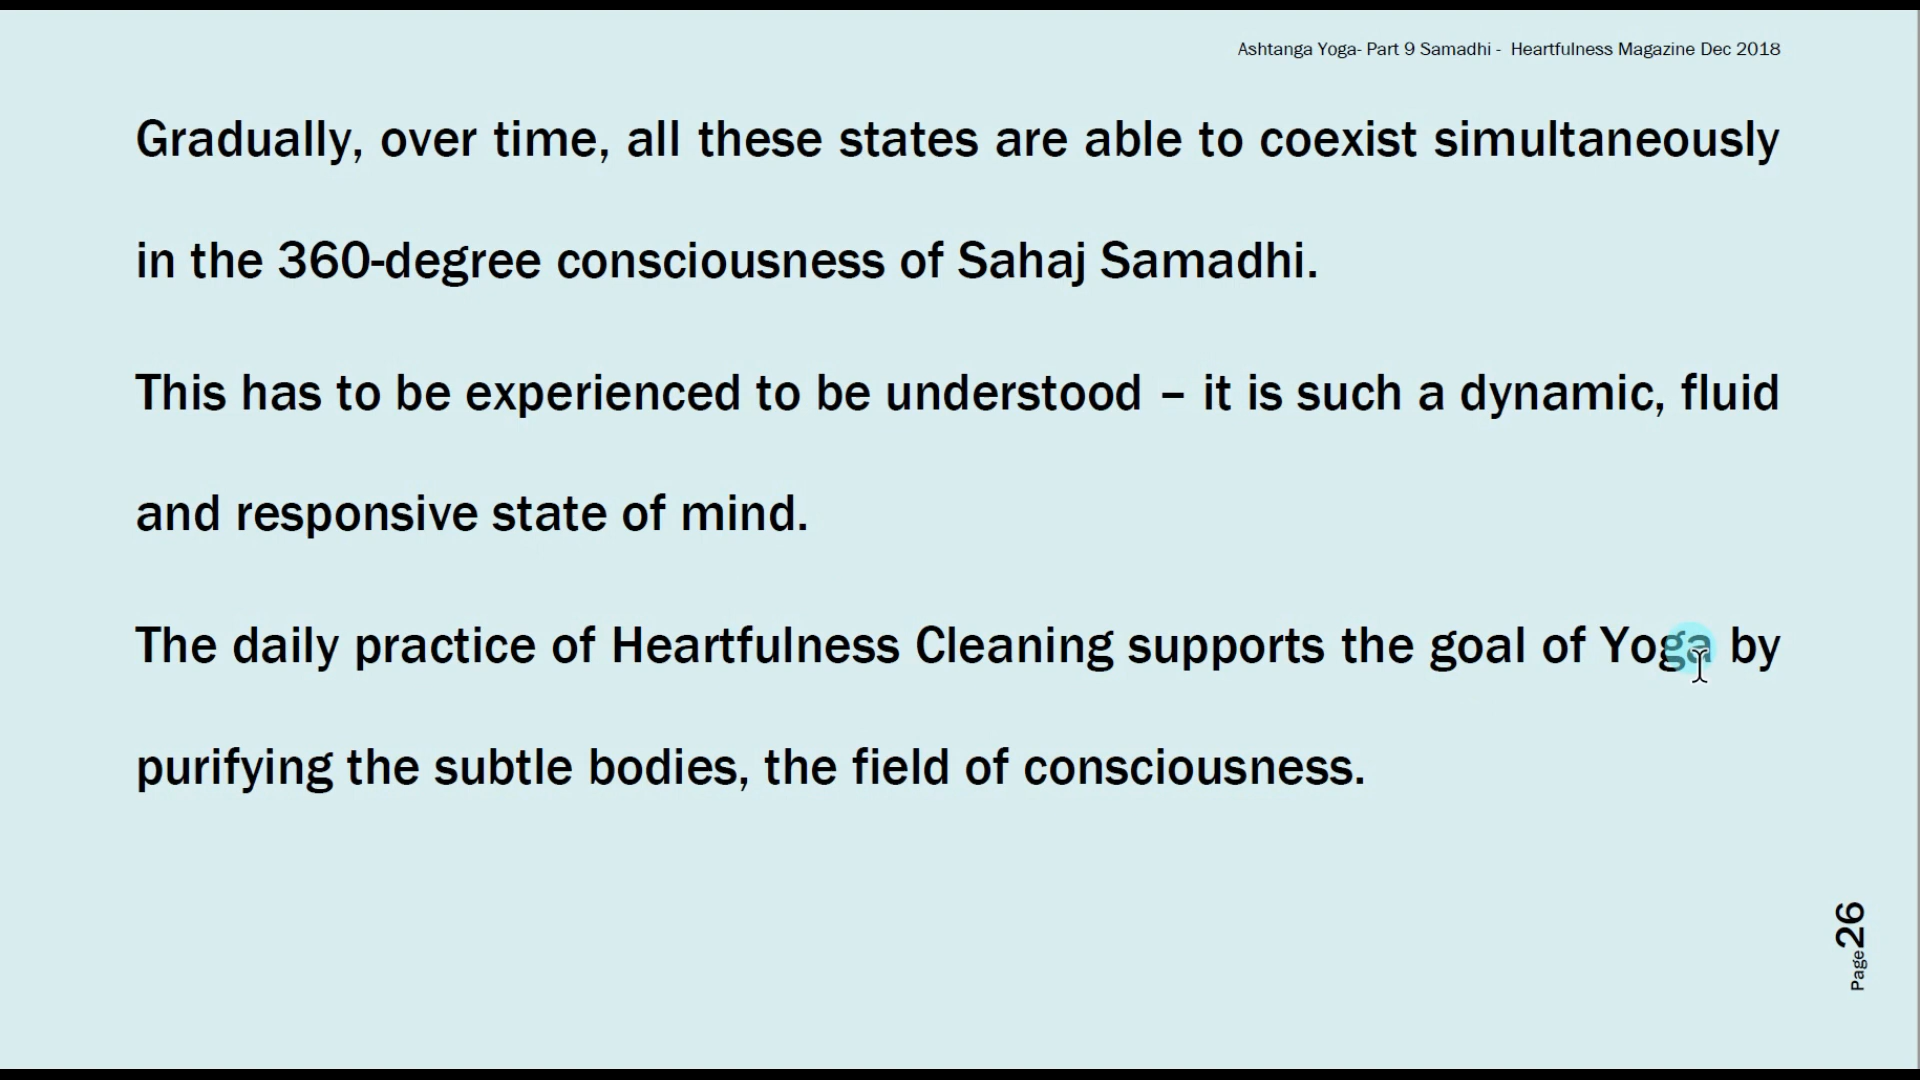 Ashtanga Yoga- Part 9 Samadhi - Heartfulness Magazine Dec 2018
Gradually, over time, all these states are able to coexist simultaneously
in the 360-degree consciousness of Sahaj Samadhi.
This has to be experienced to be understood – it is such a dynamic, fluid
and responsive state of mind.
The daily practice of Heartfulness Cleaning supports the goal of Yoga by
purifying the subtle bodies, the field of consciousness.
Page 26